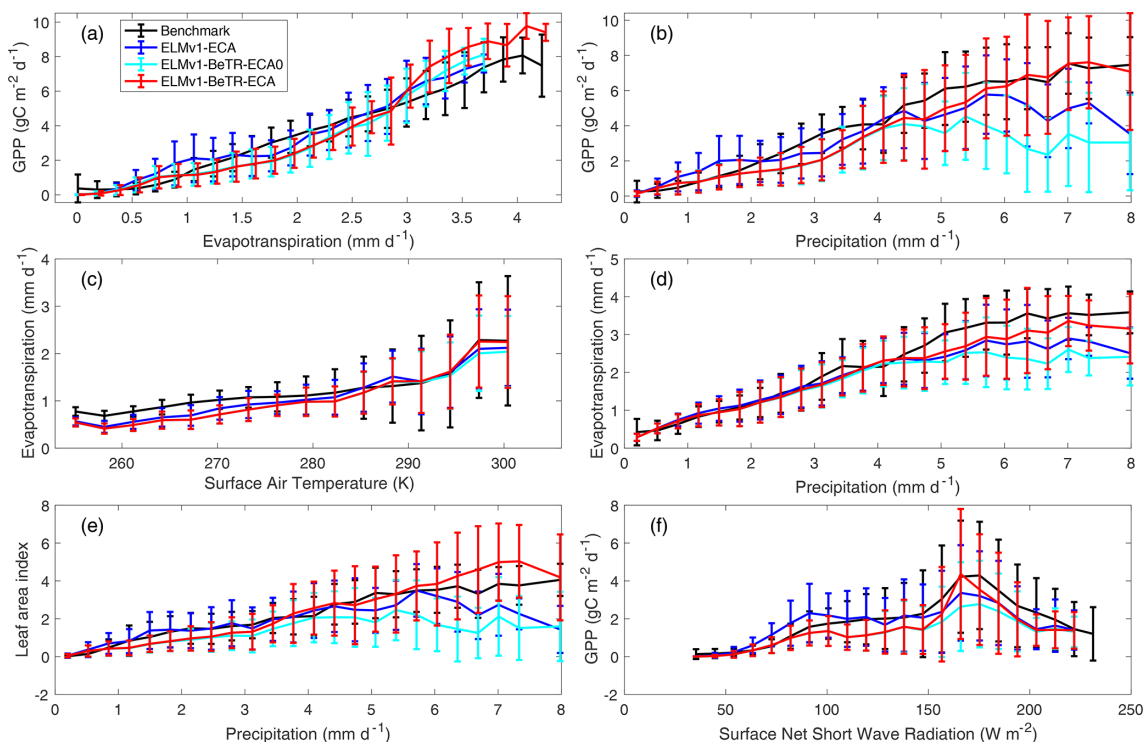 (a)
Benchmark
ELMv1-ECA
ELMv1-BeTR-ECA0
ELMv1-BeTR-ECA
GPP (gC m-2 d-1)
10
8
6
4
2
0
0 0.5 1 1.5 2 2.5 3 3.5 4
Evapotranspiration (mm d-1)
(b)
GPP (gC m-2 d-1)
10
8
6
4
2
0
0 1 2 3 4 5 6 7 8
Precipitation (mm d-1)
(c)
Evapotranspiration (mm d-1)
4
3
2
1
0
260 270 280 290 300
Surface Air Temperature (K)
(d)
Evapotranspiration (mm d-1)
5
4
3
2
1
0
0 1 2 3 4 5 6 7 8
Precipitation (mm d-1)
(e)
Leaf area index
8
6
4
2
0
-2
0 1 2 3 4 5 6 7 8
Precipitation (mm d-1)
(f)
GPP (gC m-2 d-1)
8
6
4
2
0
-2
0 50 100 150 200 250
Surface Net Short Wave Radiation (W m-2)